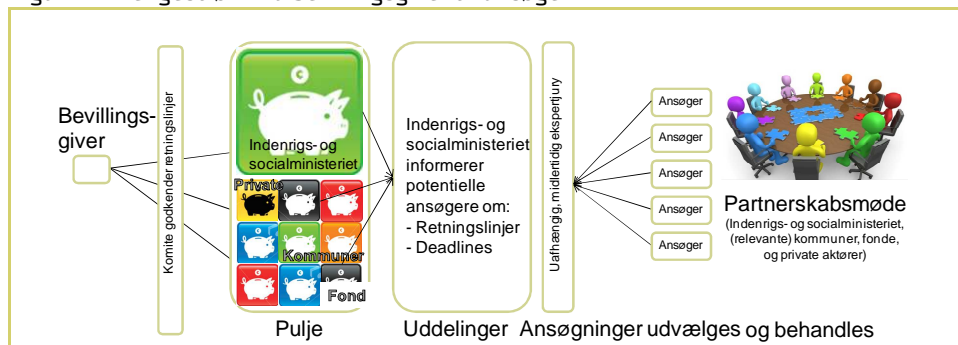 Bevillings-
giver
Komite godkender retningslinjer
Indenrigs- og
socialministeriet
Private
Kommuner
Fond
Pulje
Indenrigs- og
socialministeriet
informerer
potentielle
ansøgere om:
- Retningslinjer
- Deadlines
Uddelinger
Uafhængig, midlertidig ekspertjury
Ansøger
Ansøger
Ansøger
Ansøger
Ansøger
Ansøgninger udvælges og behandles
Partnerskabsmøde
(Indenrigs- og socialministeriet,
(relevante) kommuner, fonde,
og private aktører)